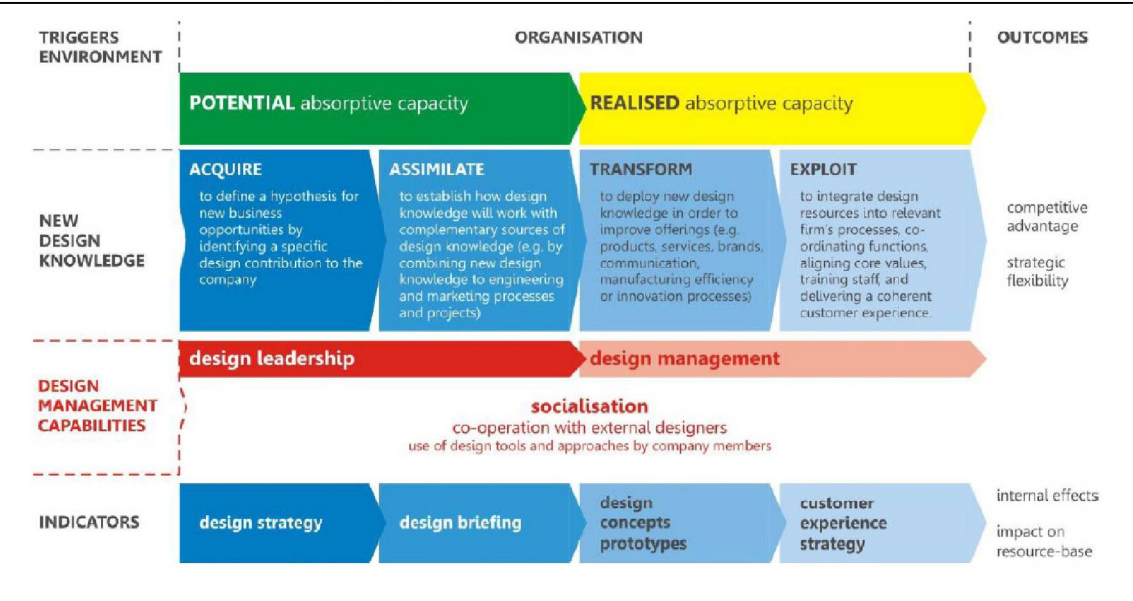 TRIGGERS
ENVIRONMENT
ORGANISATION
OUTCOMES
POTENTIAL absorptive capacity
REALISED absorptive capacity
NEW
DESIGN
KNOWLEDGE
ACQUIRE
to define a hypothesis for
new business
opportunities by
identifying a specific
design contribution to the
company
ASSIMILATE
to establish how design
knowledge will work with
complementary sources of
design knowledge (e.g. by
combining new design
knowledge to engineering
and marketing processes
and projects)
TRANSFORM
to deploy new design
knowledge in order to
improve offerings (e.g.
products, services, brands,
communication,
manufacturing efficiency
or innovation processes)
EXPLOIT
to integrate design
resources into relevant
firm's processes, co-
ordinating functions,
aligning core values,
training staff, and
delivering a coherent
customer experience.
competitive
advantage
strategic
flexibility
DESIGN
MANAGEMENT
CAPABILITIES
design leadership
design management
socialisation
co-operation with external designers
use of design tools and approaches by company members
INDICATORS
design strategy
design briefing
design
concepts
prototypes
customer
experience
strategy
internal effects
impact on
resource-base